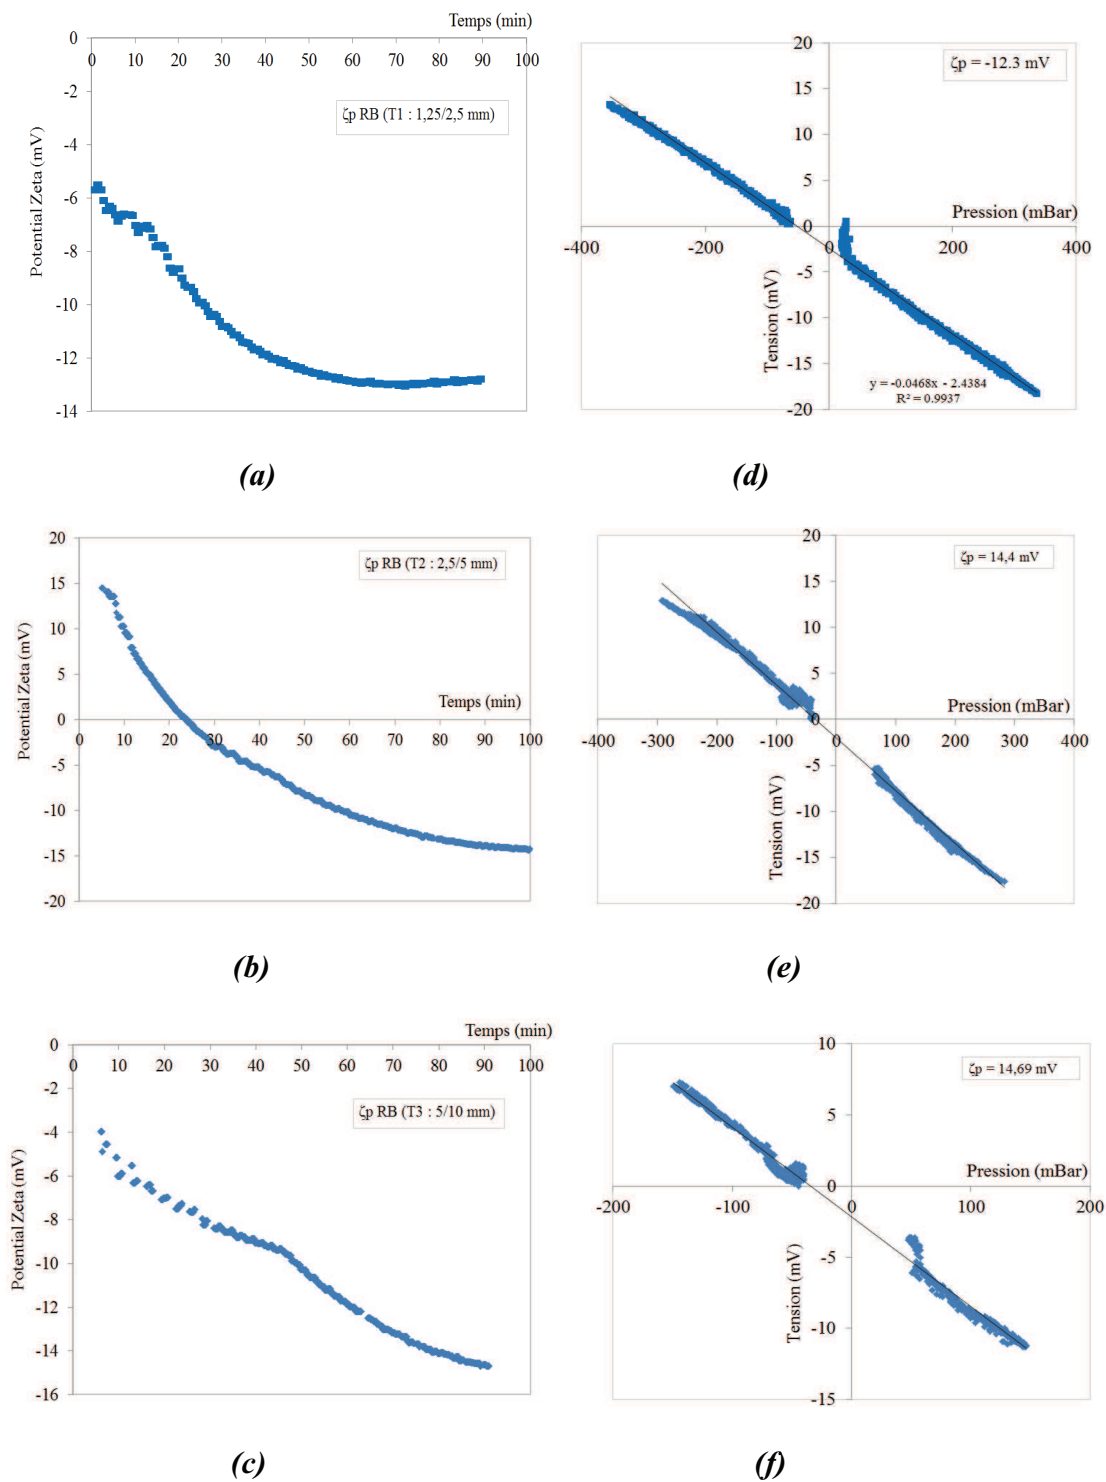 Temps (min)
0
0 10 20 30 40 50 60 70 80 90 100
-2
-4
-6
-8
-10
-12
-14
Potential Zeta (mV)
ζp RB (T1 : 1,25/2,5 mm)
(a)
20
15
10
5
0
-5
-10
-15
-20
-400 -200 0 200 400
ζp = -12.3 mV
Pression (mBar)
Tension (mV)
y = -0.0468x - 2.4384
R² = 0.9937
(d)
20
15
10
5
0
-5
-10
-15
-20
0 10 20 30 40 50 60 70 80 90 100
Potential Zeta (mV)
ζp RB (T2 : 2,5/5 mm)
Temps (min)
(b)
20
15
10
5
0
-5
-10
-15
-20
-400 -300 -200 -100 0 100 200 300 400
ζp = 14,4 mV
Pression (mBar)
Tension (mV)
(e)
Temps (min)
0
0 10 20 30 40 50 60 70 80 90 100
-2
-4
-6
-8
-10
-12
-14
-16
Potential Zeta (mV)
ζp RB (T3 : 5/10 mm)
(c)
10
5
0
-5
-10
-15
-200 -100 0 100 200
ζp = 14,69 mV
Pression (mBar)
Tension (mV)
(f)